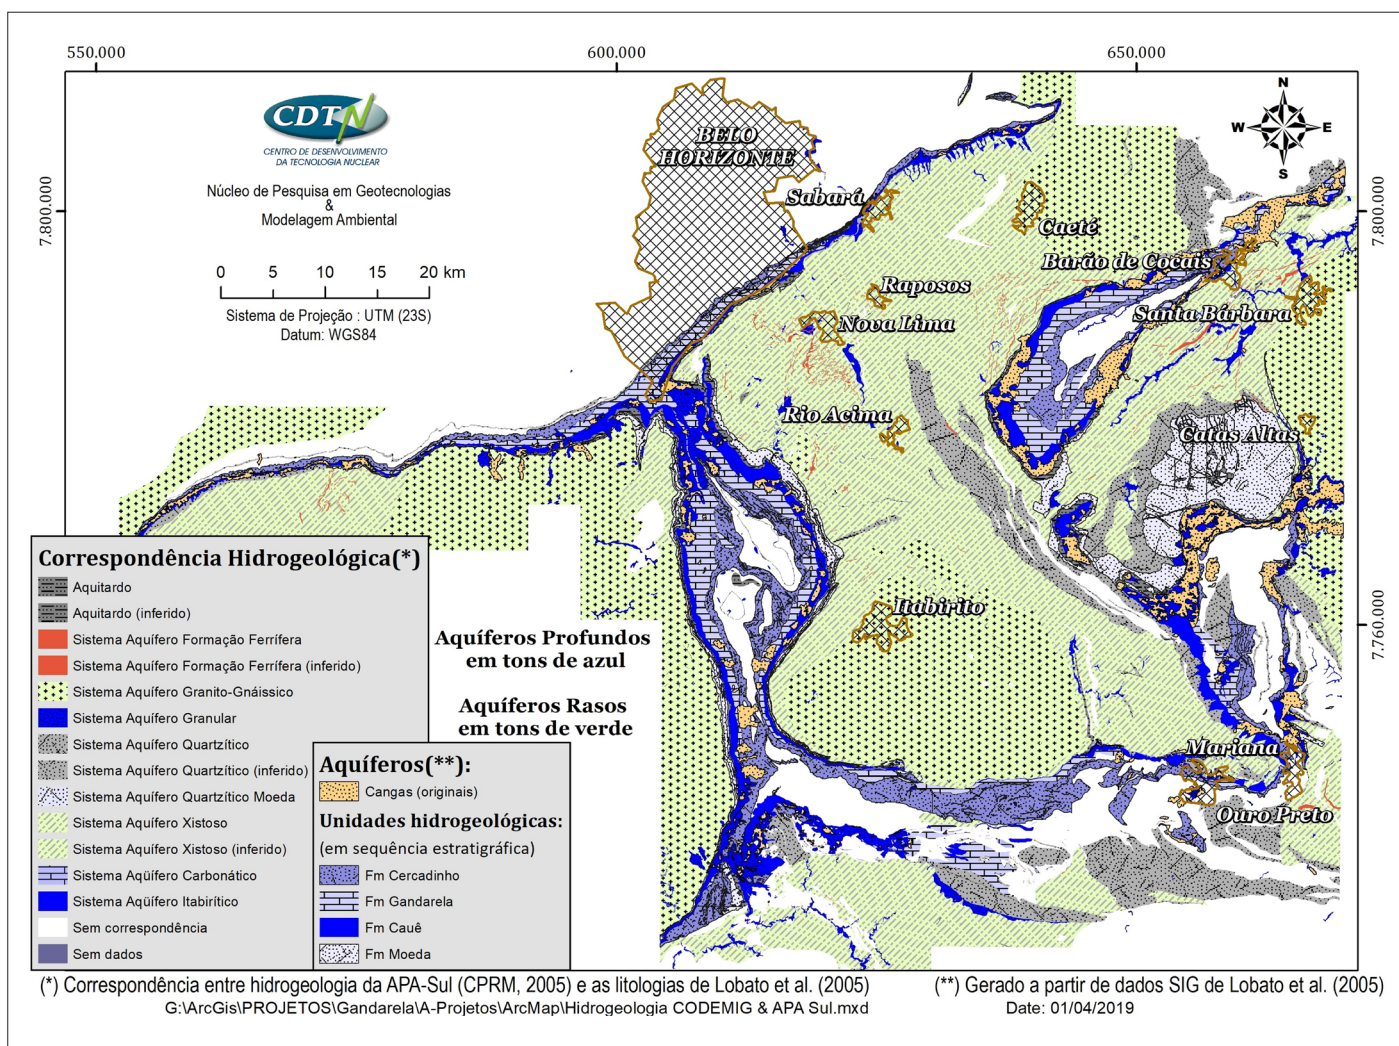 550.000
600.000
650.000
7.800.000
7.800.000
7.760.000
CDTN
CENTRO DE DESENVOLVIMENTO
DA TECNOLOGIA NUCLEAR
Núcleo de Pesquisa em Geotecnologias
&
Modelagem Ambiental
0 5 10 15 20 km
Sistema de Projeção : UTM (23S)
Datum: WGS84
N
W E
S
BELO
HORIZONTE
Sabará
Caeté
Barão de Cocais
Raposos
Santa Bárbara
Nova Lima
Rio Acima
Catas Altas
Itabirito
Mariana
Ouro Preto
Aquíferos Profundos
em tons de azul
Aquíferos Rasos
em tons de verde
Correspondência Hidrogeológica(*)
Aquitardo
Aquitardo (inferido)
Sistema Aquífero Formação Ferrífera
Sistema Aquífero Formação Ferrífera (inferido)
Sistema Aquífero Granito-Gnáissico
Sistema Aquífero Granular
Sistema Aquífero Quartzítico
Sistema Aquífero Quartzítico (inferido)
Sistema Aquífero Quartzítico Moeda
Sistema Aquífero Xistoso
Sistema Aquífero Xistoso (inferido)
Sistema Aqüífero Carbonático
Sistema Aqüífero Itabirítico
Sem correspondência
Sem dados
Aquíferos(**):
Cangas (originais)
Unidades hidrogeológicas:
(em sequência estratigráfica)
Fm Cercadinho
Fm Gandarela
Fm Cauê
Fm Moeda
(*) Correspondência entre hidrogeologia da APA-Sul (CPRM, 2005) e as litologias de Lobato et al. (2005)
(**) Gerado a partir de dados SIG de Lobato et al. (2005)
G:\ArcGis\PROJETOS\Gandarela\A-Projetos\ArcMap\Hidrogeologia CODEMIG & APA Sul.mxd
Date: 01/04/2019